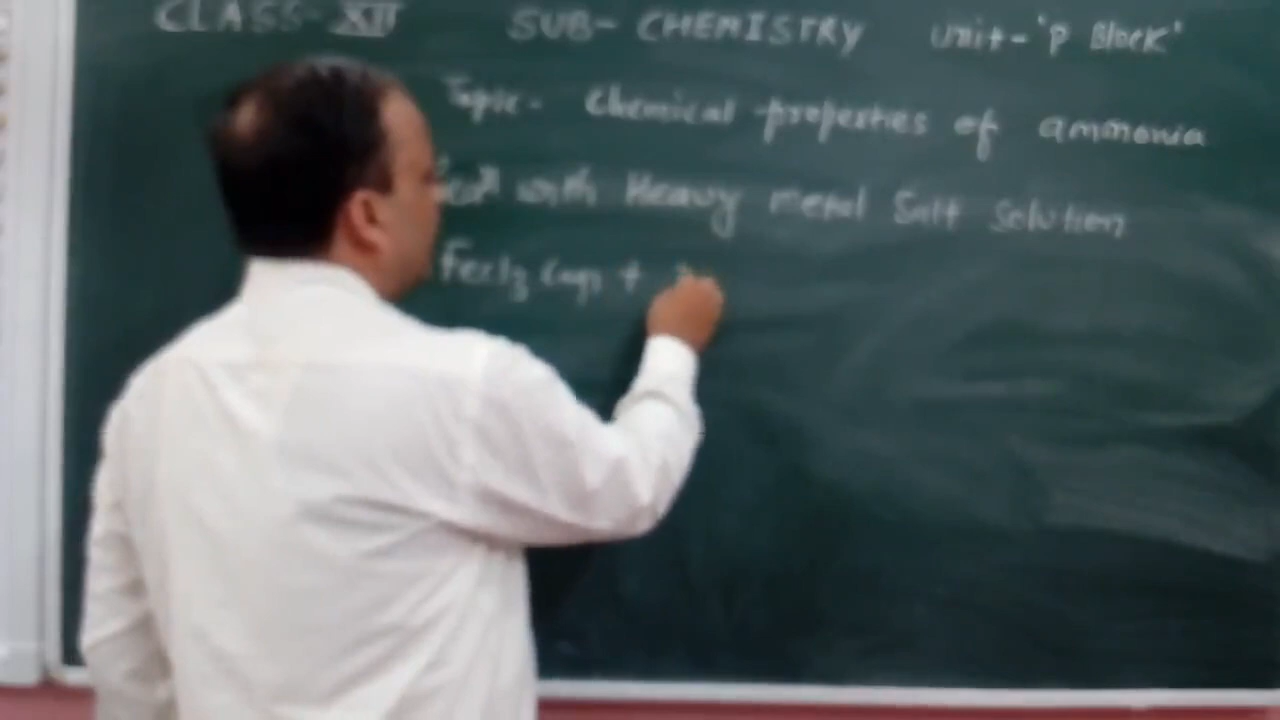 CLASS-XII SUB- CHEMISTRY Unit-'P Block'
Topic- Chemical properties of ammonia
with Heavy metal Salt Solution
FeCl3 (aq) +